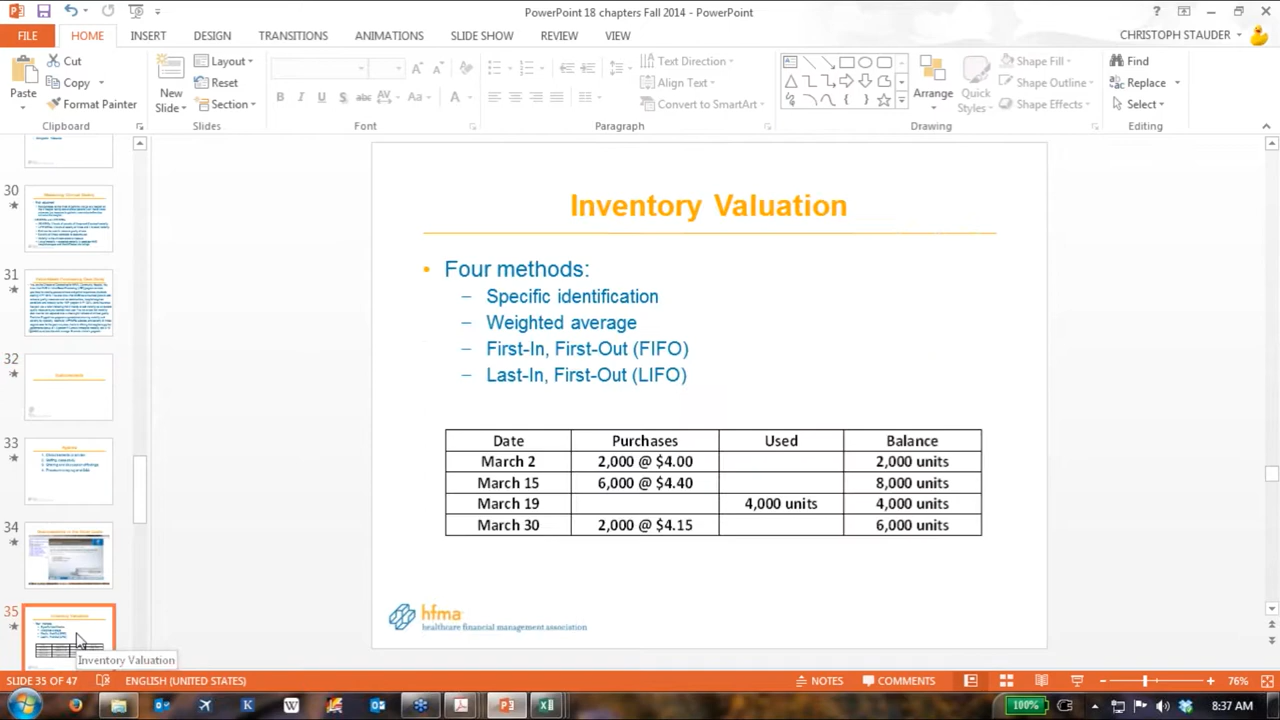 PowerPoint 18 chapters Fall 2014 - PowerPoint
FILE HOME INSERT DESIGN TRANSITIONS ANIMATIONS SLIDE SHOW REVIEW VIEW CHRISTOPH STAUDER
Paste
Cut
Copy
Format Painter
Clipboard
New Slide
Layout
Reset
Section
Slides
Font
Text Direction
Align Text
Convert to SmartArt
Paragraph
Arrange
Quick Styles
Shape Fill
Shape Outline
Shape Effects
Drawing
Find
Replace
Select
Editing
30
31
32
33
34
35
Inventory Valuation
Inventory Valuation
• Four methods:
– Specific identification
– Weighted average
– First-In, First-Out (FIFO)
– Last-In, First-Out (LIFO)
Date Purchases Used Balance
March 2 2,000 @ $4.00 2,000 units
March 15 6,000 @ $4.40 8,000 units
March 19 4,000 units 4,000 units
March 30 2,000 @ $4.15 6,000 units
hfma
healthcare financial management association
SLIDE 35 OF 47 ENGLISH (UNITED STATES) NOTES COMMENTS 76%
100% 8:37 AM